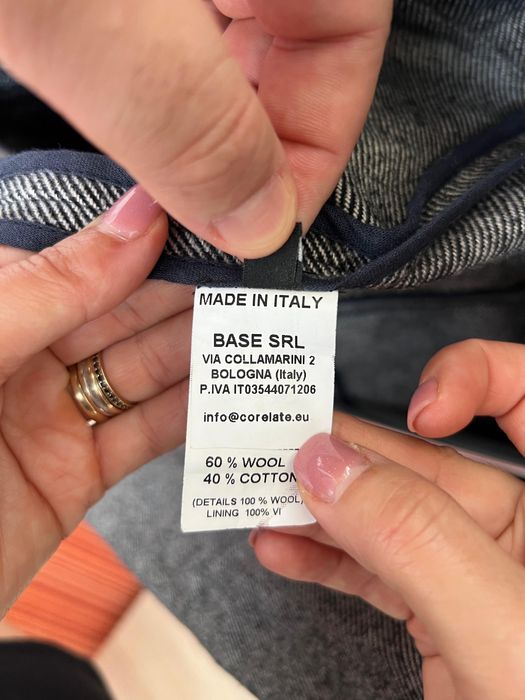 MADE IN ITALY
BASE SRL
VIA COLLAMARINI 2
BOLOGNA (Italy)
P.IVA IT03544071206
info@corelate.eu
60 % WOOL
40 % COTTON
(DETAILS 100 % WOOL)
LINING 100% VI